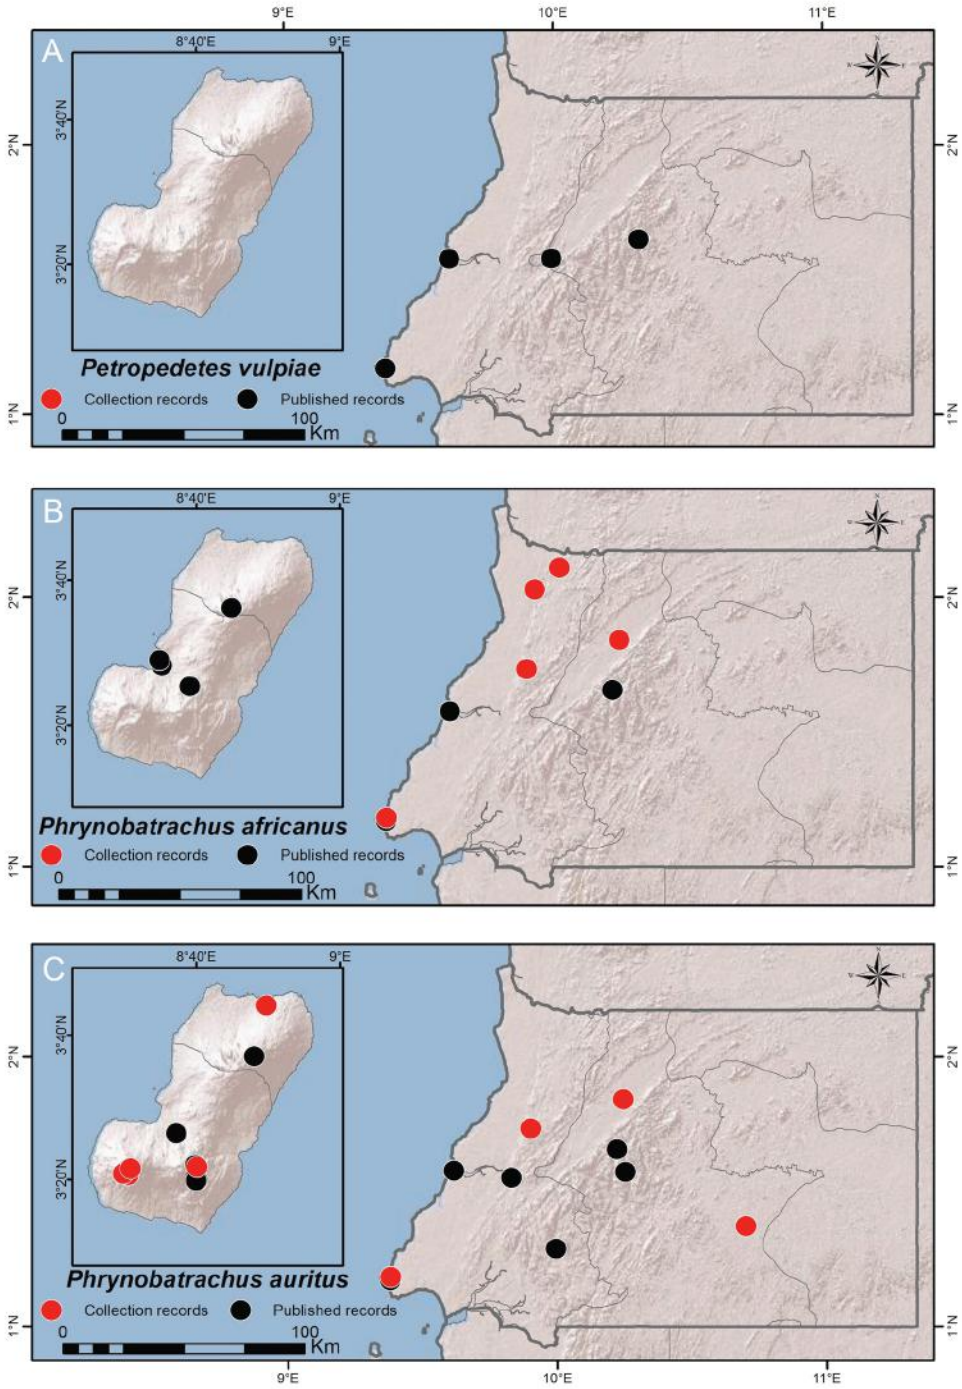 9°E 10°E 11°E
A
8°40'E 9°E
3°40'N
3°20'N
2°N 2°N
N
W E
Petropedetes vulpiae
Collection records Published records
0 100
Km
1°N 1°N
B
8°40'E 9°E
3°40'N
3°20'N
2°N 2°N
N
W E
Phrynobatrachus africanus
Collection records Published records
0 100
Km
1°N 1°N
C
8°40'E 9°E
3°40'N
3°20'N
2°N 2°N
N
W E
Phrynobatrachus auritus
Collection records Published records
0 100
Km
1°N 1°N
9°E 10°E 11°E